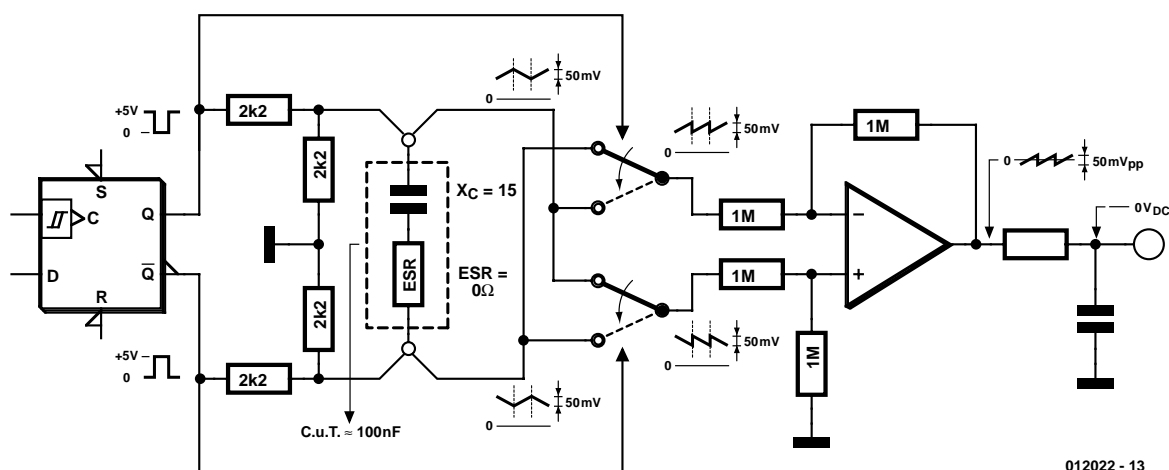 +5V
0
2k2
2k2
S
C
Q
D
Q
R
2k2
+5V
0
2k2
XC = 15
ESR
ESR =
0Ω
C.u.T. ≈ 100nF
50mV
0
50mV
0
50mV
0
50mV
0
1M
1M
1M
1M
−
+
0
50mVpp
0VDC
012022 - 13